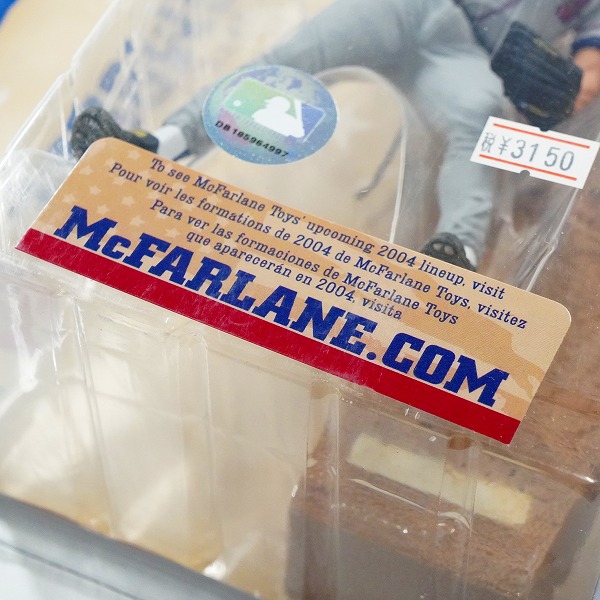 DB185964997
税 ¥3150
To see McFarlane Toys' upcoming 2004 lineup, visit
Pour voir les formations de 2004 de McFarlane Toys, visitez
Para ver las formaciones de McFarlane Toys
que aparecerán en 2004, visita
McFARLANE.COM